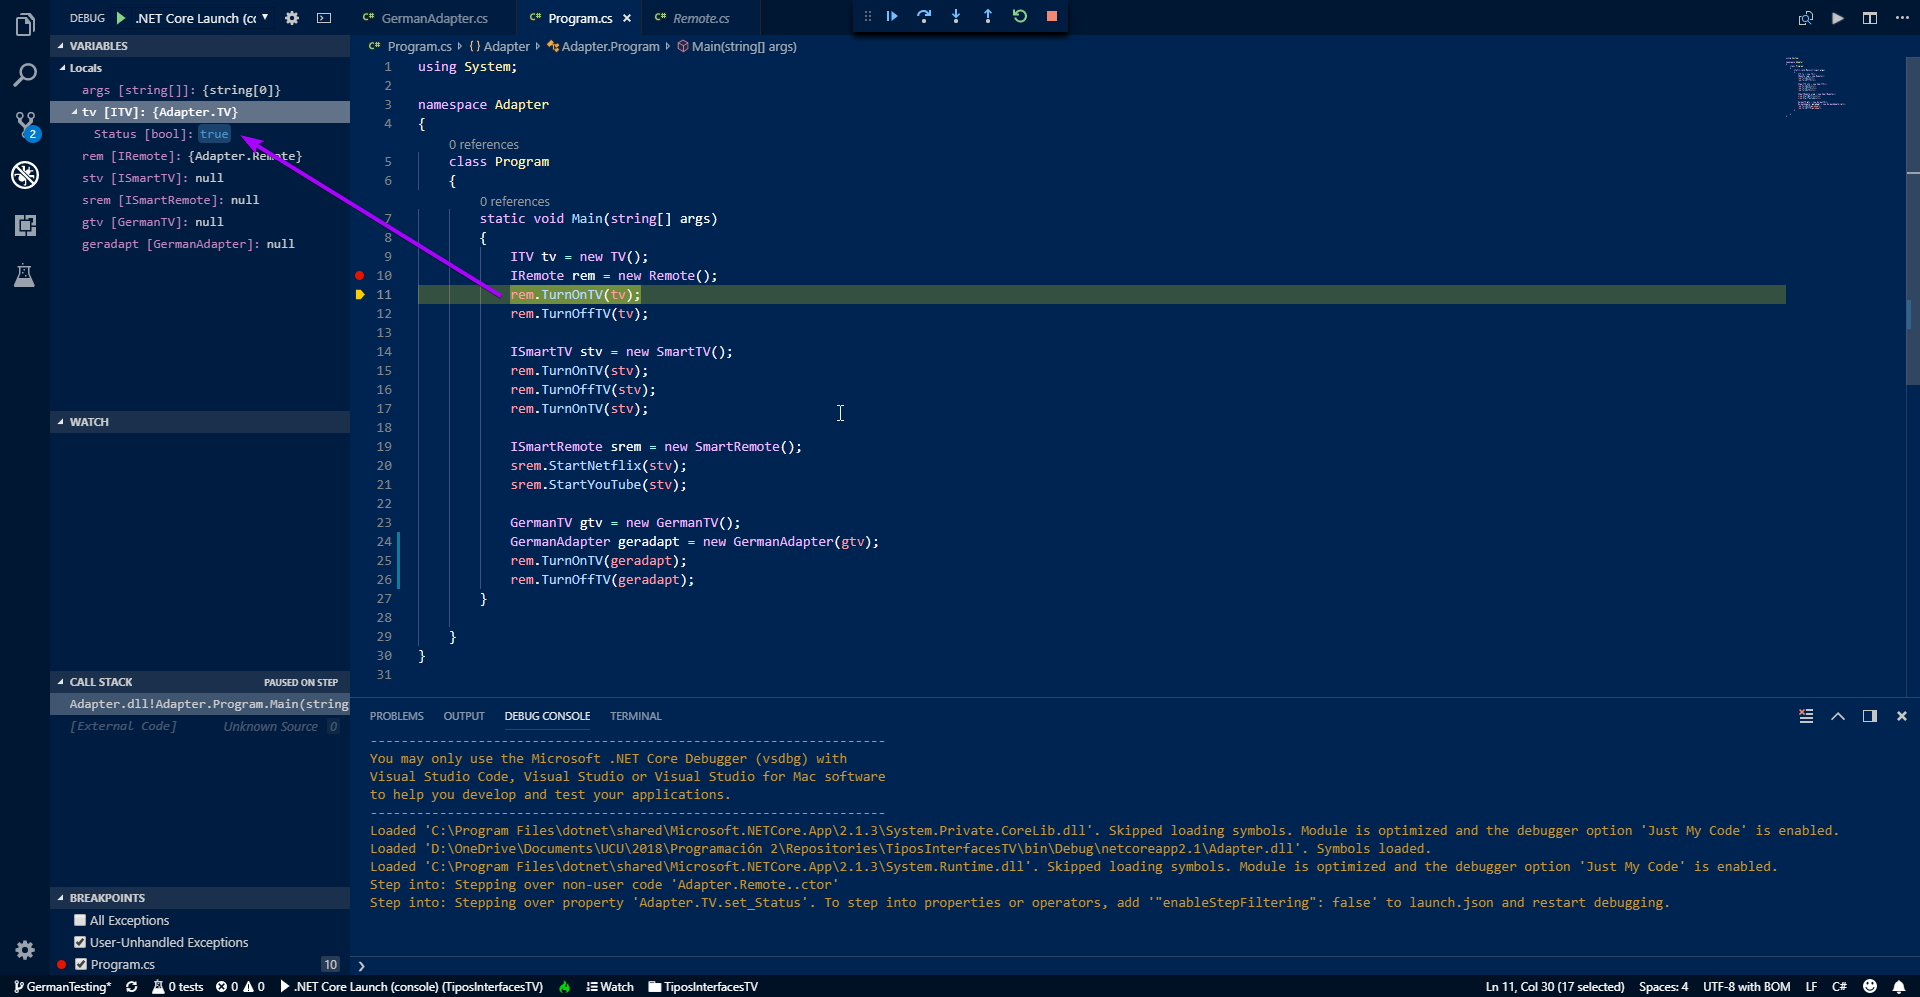 DEBUG .NET Core Launch (cc
GermanAdapter.cs
Program.cs
Remote.cs
VARIABLES
Locals
args [string[]]: {string[0]}
tv [ITV]: {Adapter.TV}
Status [bool]: true
rem [IRemote]: {Adapter.Remote}
stv [ISmartTV]: null
srem [ISmartRemote]: null
gtv [GermanTV]: null
geradapt [GermanAdapter]: null
WATCH
CALL STACK PAUSED ON STEP
Adapter.dll!Adapter.Program.Main(string
[External Code] Unknown Source 0
BREAKPOINTS
All Exceptions
User-Unhandled Exceptions
Program.cs 10
2
C# Program.cs {} Adapter Adapter.Program Main(string[] args)
1 using System;
2
3 namespace Adapter
4 {
0 references
5 class Program
6 {
0 references
7 static void Main(string[] args)
8 {
9 ITV tv = new TV();
10 IRemote rem = new Remote();
11 rem.TurnOnTV(tv);
12 rem.TurnOffTV(tv);
13
14 ISmartTV stv = new SmartTV();
15 rem.TurnOnTV(stv);
16 rem.TurnOffTV(stv);
17 rem.TurnOnTV(stv);
18
19 ISmartRemote srem = new SmartRemote();
20 srem.StartNetflix(stv);
21 srem.StartYouTube(stv);
22
23 GermanTV gtv = new GermanTV();
24 GermanAdapter geradapt = new GermanAdapter(gtv);
25 rem.TurnOnTV(geradapt);
26 rem.TurnOffTV(geradapt);
27 }
28
29 }
30 }
31
PROBLEMS OUTPUT DEBUG CONSOLE TERMINAL
-------------------------------------------------------------------
You may only use the Microsoft .NET Core Debugger (vsdbg) with
Visual Studio Code, Visual Studio or Visual Studio for Mac software
to help you develop and test your applications.
-------------------------------------------------------------------
Loaded 'C:\Program Files\dotnet\shared\Microsoft.NETCore.App\2.1.3\System.Private.CoreLib.dll'. Skipped loading symbols. Module is optimized and the debugger option 'Just My Code' is enabled.
Loaded 'D:\OneDrive\Documents\UCU\2018\Programación 2\Repositories\TiposInterfacesTV\bin\Debug\netcoreapp2.1\Adapter.dll'. Symbols loaded.
Loaded 'C:\Program Files\dotnet\shared\Microsoft.NETCore.App\2.1.3\System.Runtime.dll'. Skipped loading symbols. Module is optimized and the debugger option 'Just My Code' is enabled.
Step into: Stepping over non-user code 'Adapter.Remote..ctor'
Step into: Stepping over property 'Adapter.TV.set_Status'. To step into properties or operators, add '"enableStepFiltering": false' to launch.json and restart debugging.
GermanTesting* 0 tests 0 0 .NET Core Launch (console) (TiposInterfacesTV) Watch TiposInterfacesTV Ln 11, Col 30 (17 selected) Spaces: 4 UTF-8 with BOM LF C#